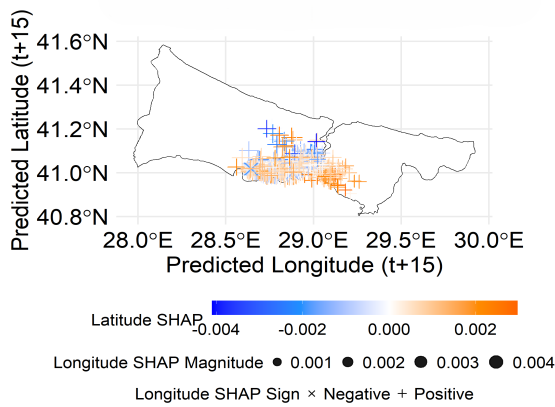 Predicted Latitude (t+15)
41.6°N
41.4°N
41.2°N
41.0°N
40.8°N
28.0°E 28.5°E 29.0°E 29.5°E 30.0°E
Predicted Longitude (t+15)
Latitude SHAP
-0.004 -0.002 0.000 0.002
Longitude SHAP Magnitude 0.001 0.002 0.003 0.004
Longitude SHAP Sign × Negative + Positive